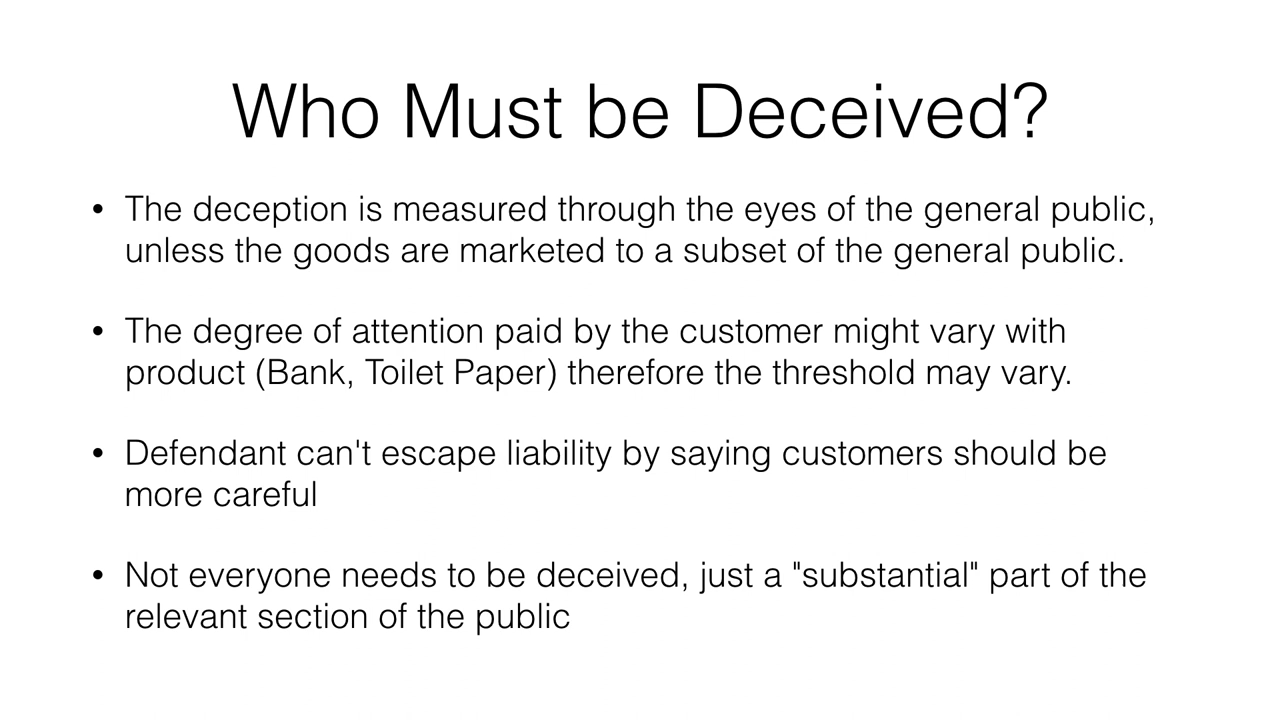 Who Must be Deceived?
• The deception is measured through the eyes of the general public,
unless the goods are marketed to a subset of the general public.
• The degree of attention paid by the customer might vary with
product (Bank, Toilet Paper) therefore the threshold may vary.
• Defendant can't escape liability by saying customers should be
more careful
• Not everyone needs to be deceived, just a "substantial" part of the
relevant section of the public